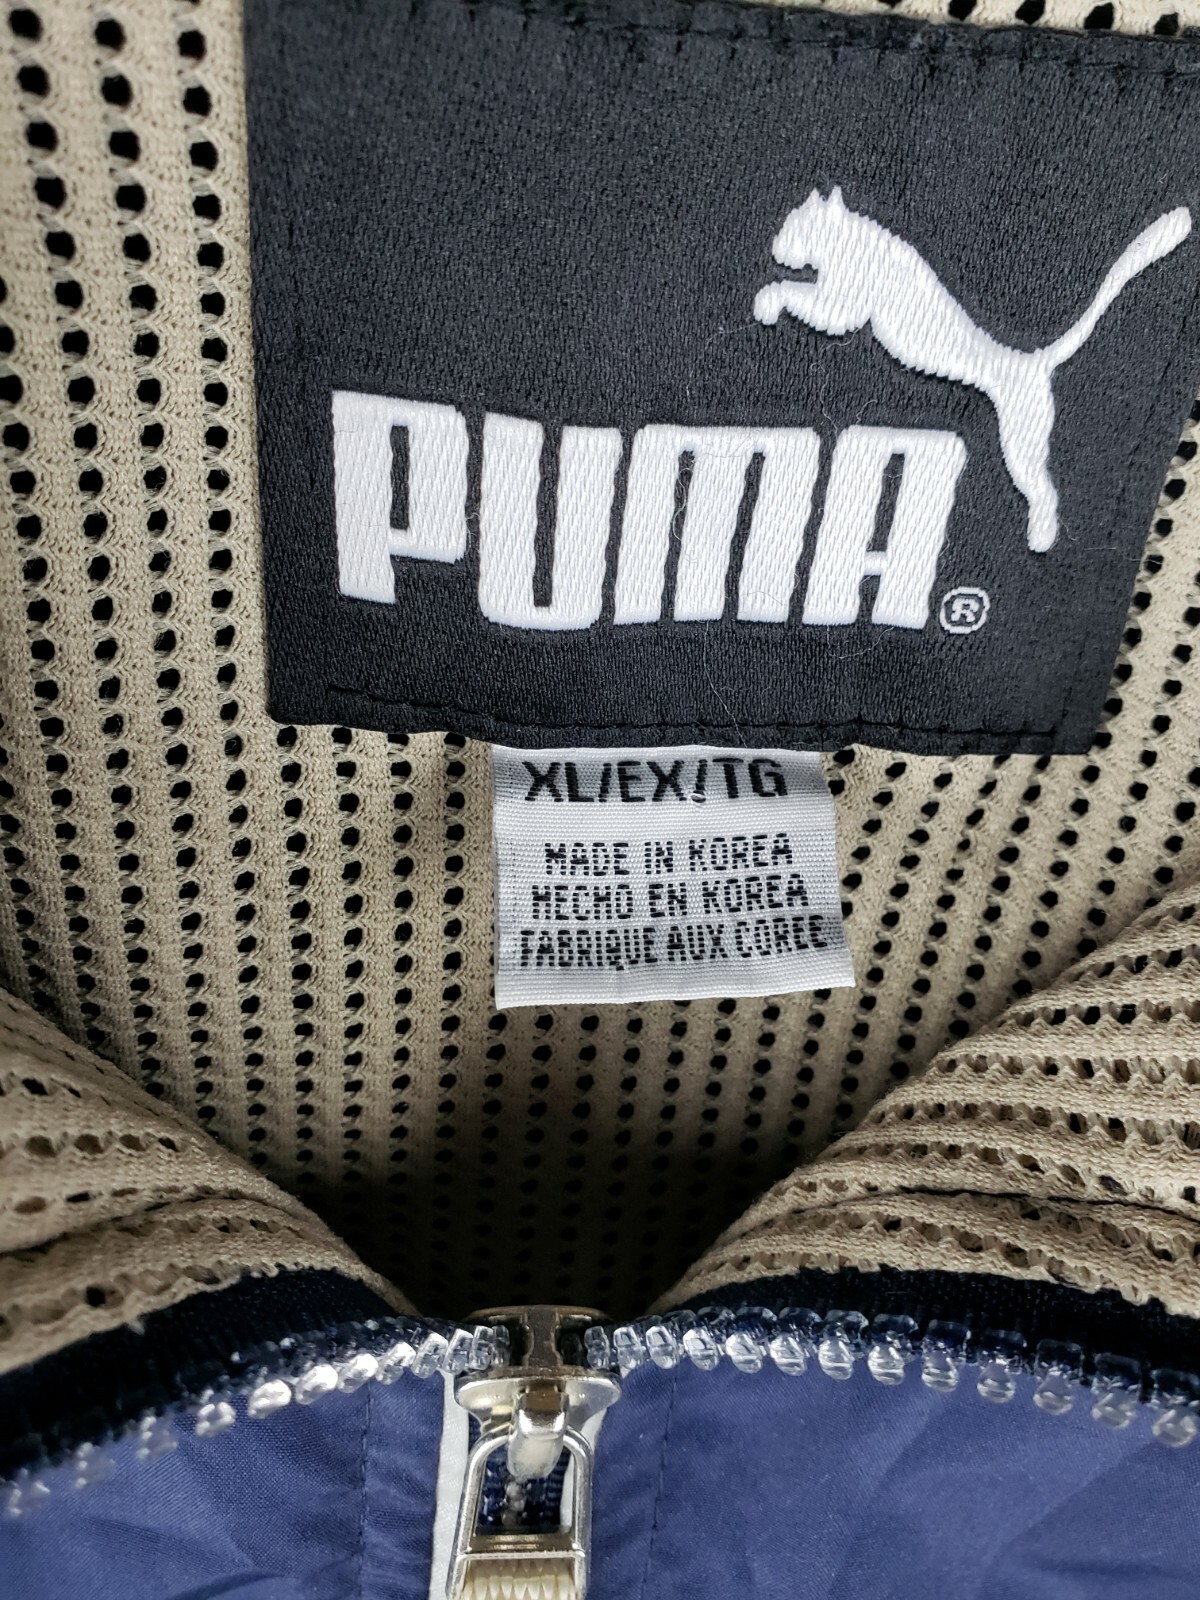 PUMA®
XL/EX/TG
MADE IN KOREA
HECHO EN KOREA
FABRIQUE AUX COREE